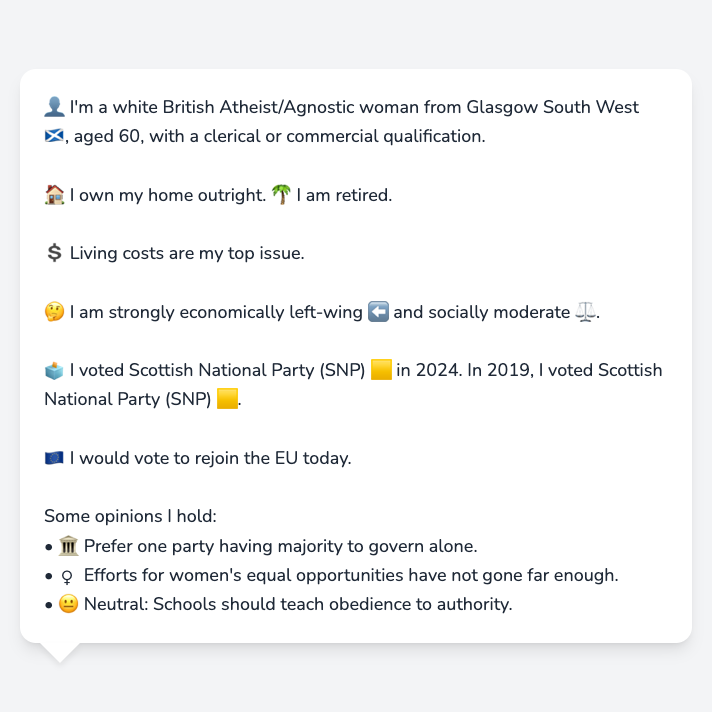 👤 I'm a white British Atheist/Agnostic woman from Glasgow South West
🏴󠁧󠁢󠁳󠁣󠁴󠁿, aged 60, with a clerical or commercial qualification.
🏠 I own my home outright. 🌴 I am retired.
💲 Living costs are my top issue.
🤔 I am strongly economically left-wing ⬅️ and socially moderate ⚖️.
🗳️ I voted Scottish National Party (SNP) 🟨 in 2024. In 2019, I voted Scottish
National Party (SNP) 🟨.
🇪🇺 I would vote to rejoin the EU today.
Some opinions I hold:
• 🏛️ Prefer one party having majority to govern alone.
• ♀️ Efforts for women's equal opportunities have not gone far enough.
• 😐 Neutral: Schools should teach obedience to authority.